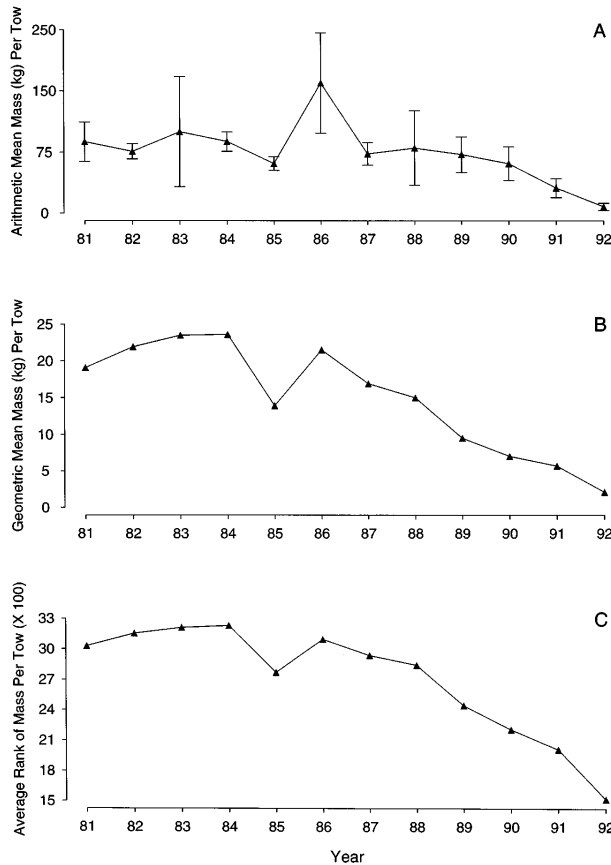 A
Arithmetic Mean Mass (kg) Per Tow
250
150
75
0
81 82 83 84 85 86 87 88 89 90 91 92
B
Geometric Mean Mass (kg) Per Tow
25
20
15
10
5
0
81 82 83 84 85 86 87 88 89 90 91 92
C
Average Rank of Mass Per Tow (X 100)
33
30
27
24
21
18
15
81 82 83 84 85 86 87 88 89 90 91 92
Year